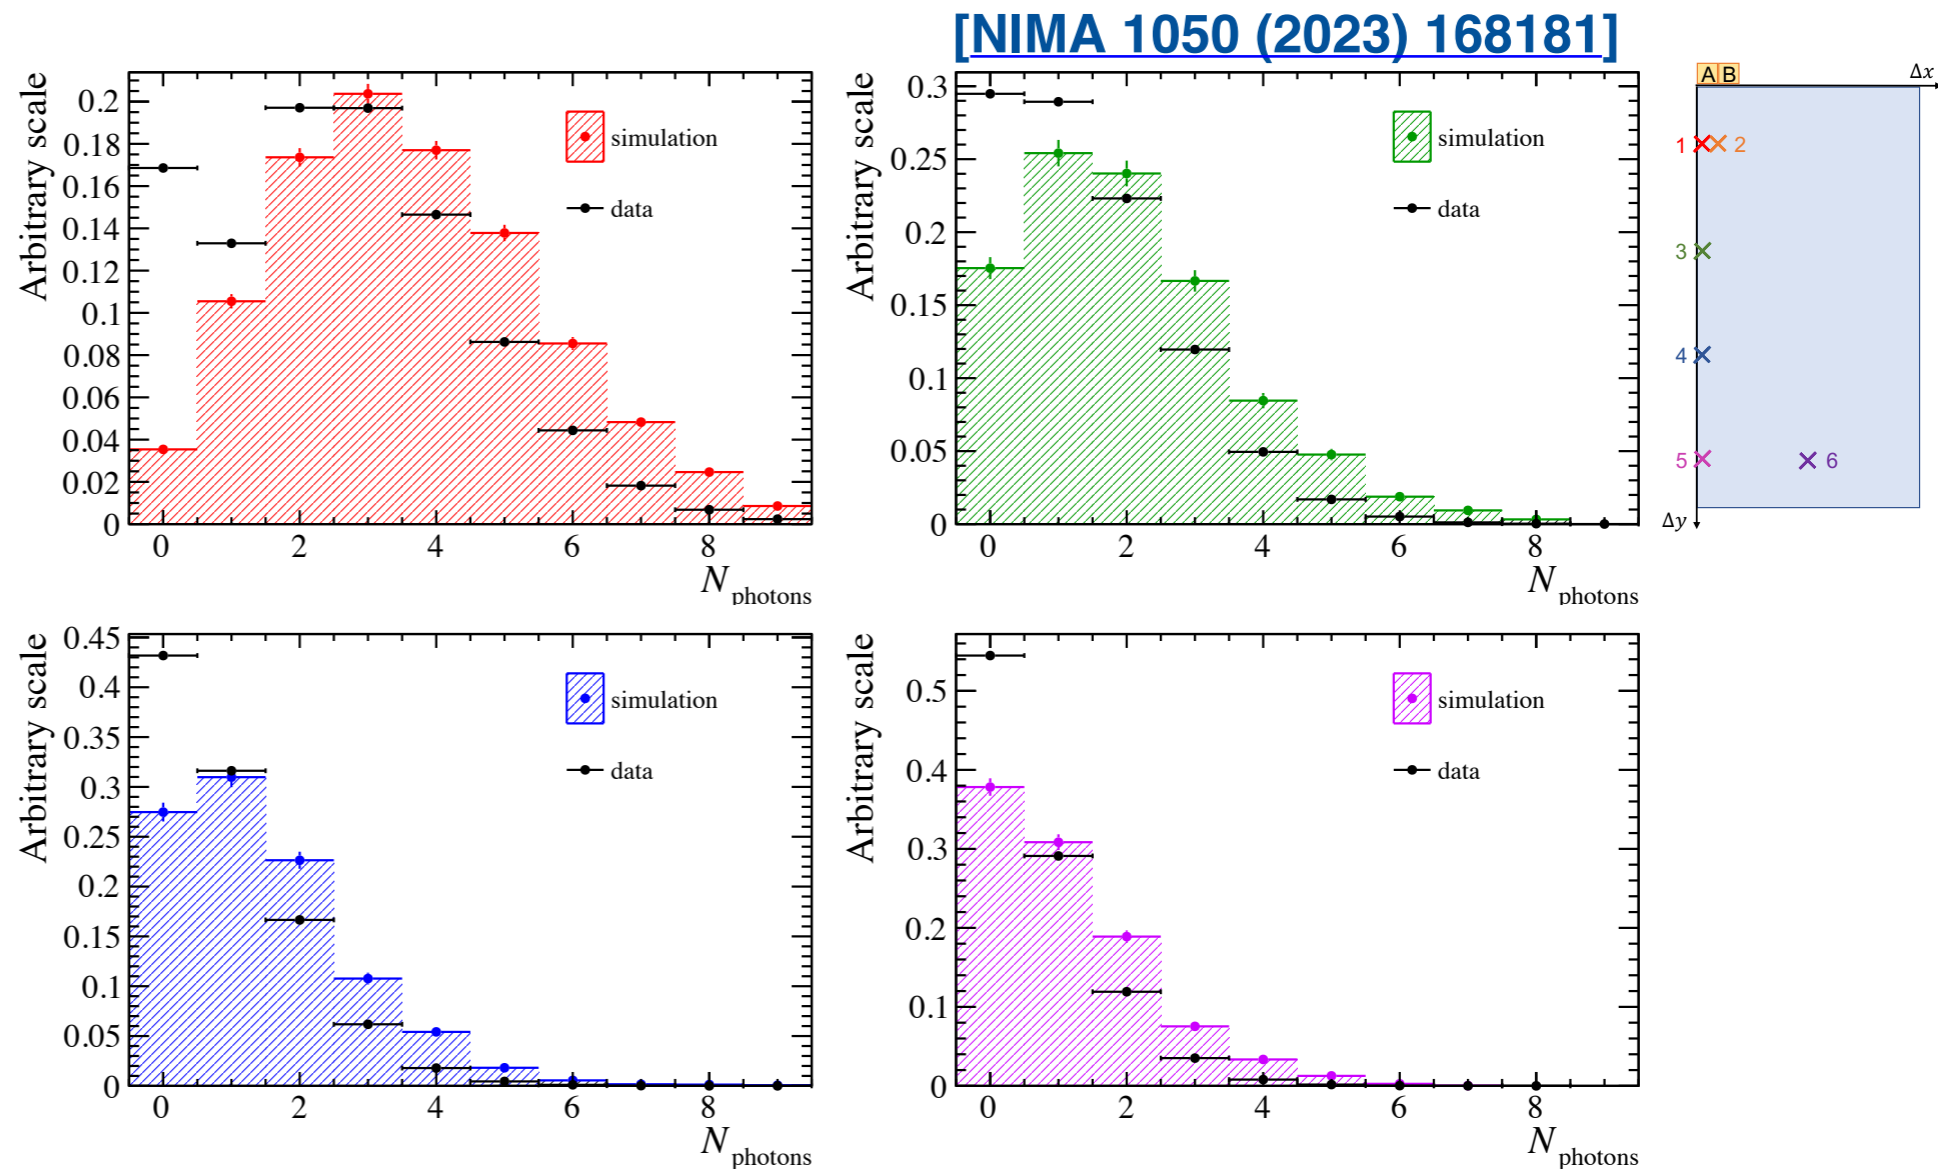 [NIMA 1050 (2023) 168181]
Arbitrary scale
0.2
0.18
0.16
0.14
0.12
0.1
0.08
0.06
0.04
0.02
0
simulation
data
0 2 4 6 8
N photons
Arbitrary scale
0.3
0.25
0.2
0.15
0.1
0.05
0
simulation
data
0 2 4 6 8
N photons
A B
Δx
1 2
3
4
5 6
Δy
Arbitrary scale
0.45
0.4
0.35
0.3
0.25
0.2
0.15
0.1
0.05
0
simulation
data
0 2 4 6 8
N photons
Arbitrary scale
0.5
0.4
0.3
0.2
0.1
0
simulation
data
0 2 4 6 8
N photons